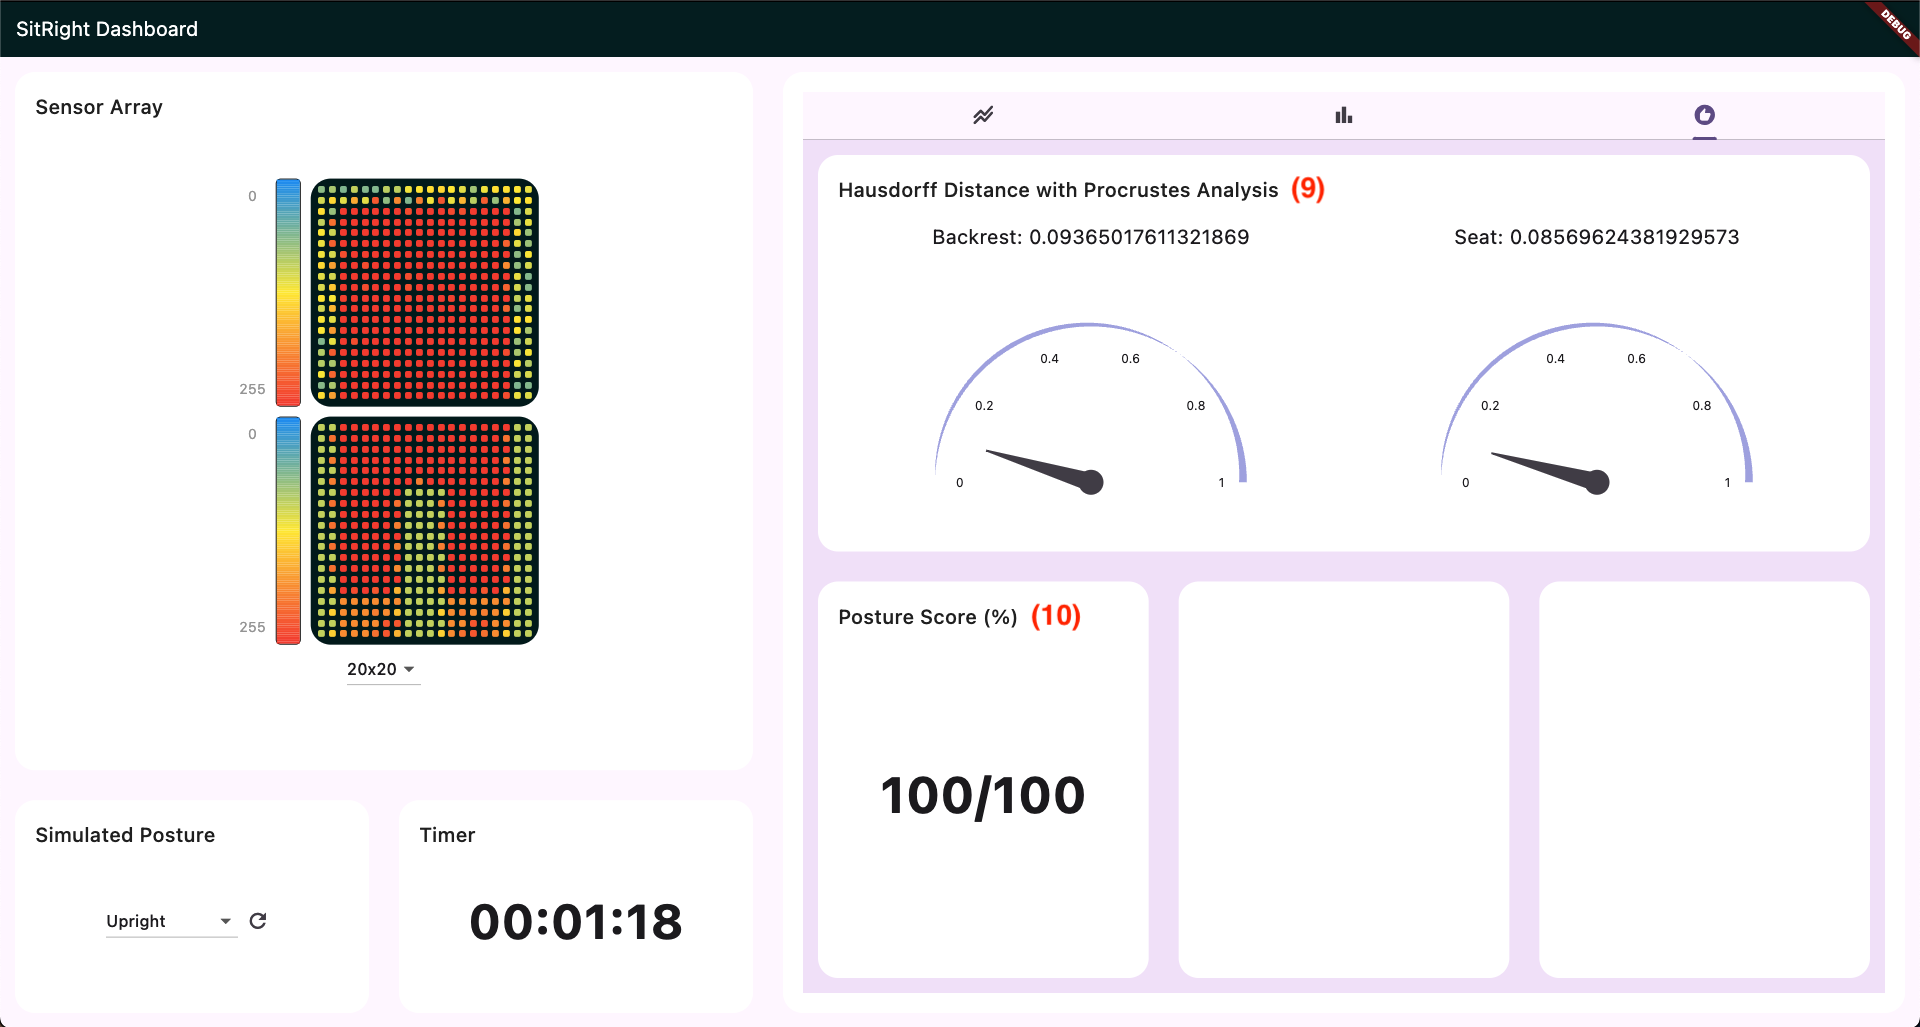 SitRight Dashboard
DEBUG
Sensor Array
0
255
0
255
20x20
Simulated Posture
Upright
Timer
00:01:18
Hausdorff Distance with Procrustes Analysis (9)
Backrest: 0.09365017611321869
0
0.2
0.4
0.6
0.8
1
Seat: 0.08569624381929573
0
0.2
0.4
0.6
0.8
1
Posture Score (%) (10)
100/100